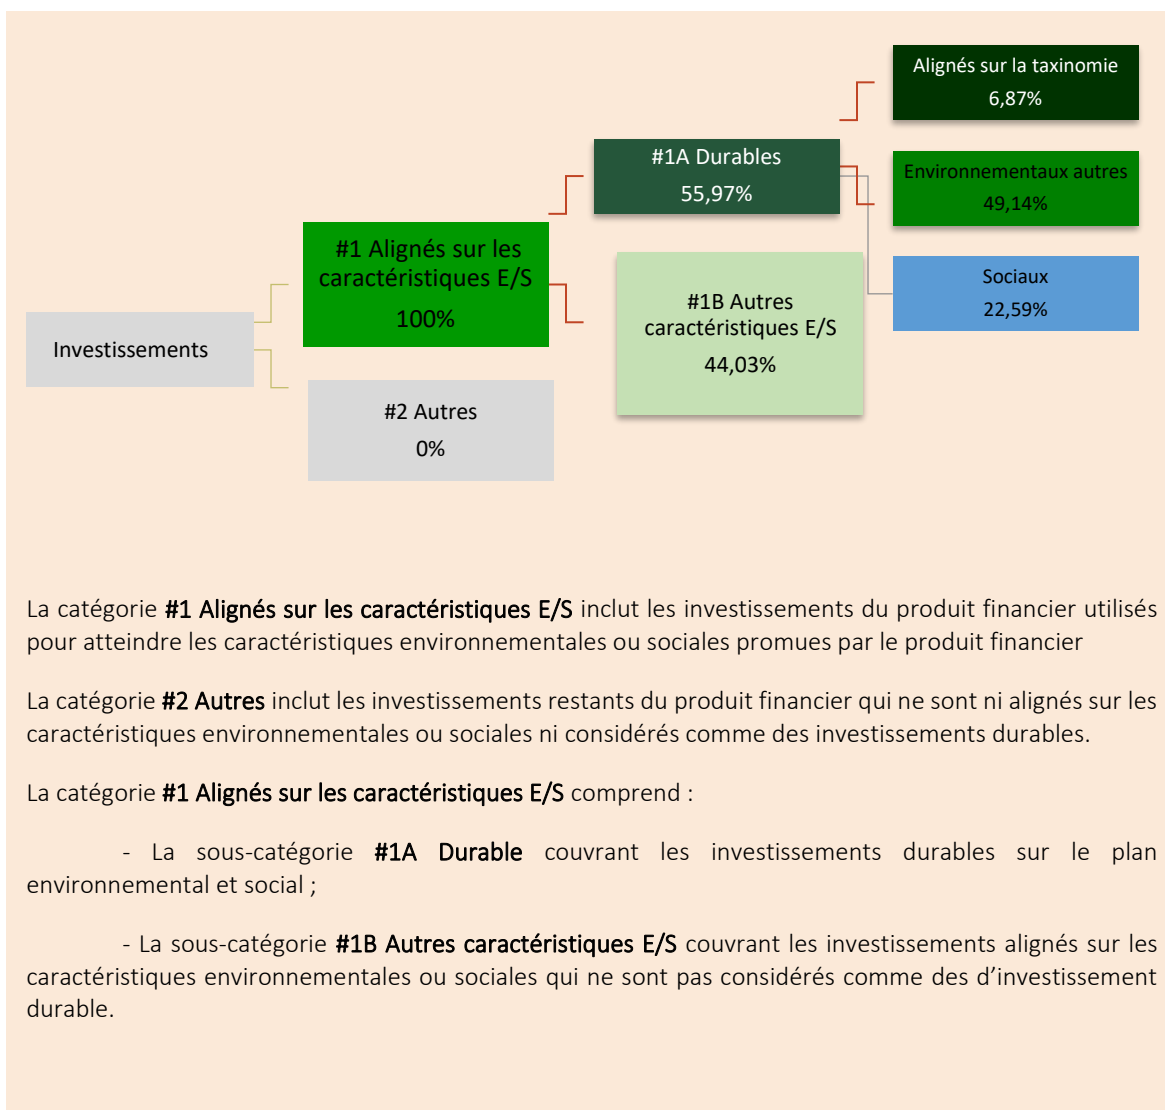 Alignés sur la taxinomie
6,87%
#1A Durables
55,97%
Environnementaux autres
49,14%
#1 Alignés sur les
caractéristiques E/S
100%
Sociaux
22,59%
#1B Autres
caractéristiques E/S
44,03%
Investissements
#2 Autres
0%
La catégorie #1 Alignés sur les caractéristiques E/S inclut les investissements du produit financier utilisés
pour atteindre les caractéristiques environnementales ou sociales promues par le produit financier
La catégorie #2 Autres inclut les investissements restants du produit financier qui ne sont ni alignés sur les
caractéristiques environnementales ou sociales ni considérés comme des investissements durables.
La catégorie #1 Alignés sur les caractéristiques E/S comprend :
- La sous-catégorie #1A Durable couvrant les investissements durables sur le plan
environnemental et social ;
- La sous-catégorie #1B Autres caractéristiques E/S couvrant les investissements alignés sur les
caractéristiques environnementales ou sociales qui ne sont pas considérés comme des d’investissement
durable.